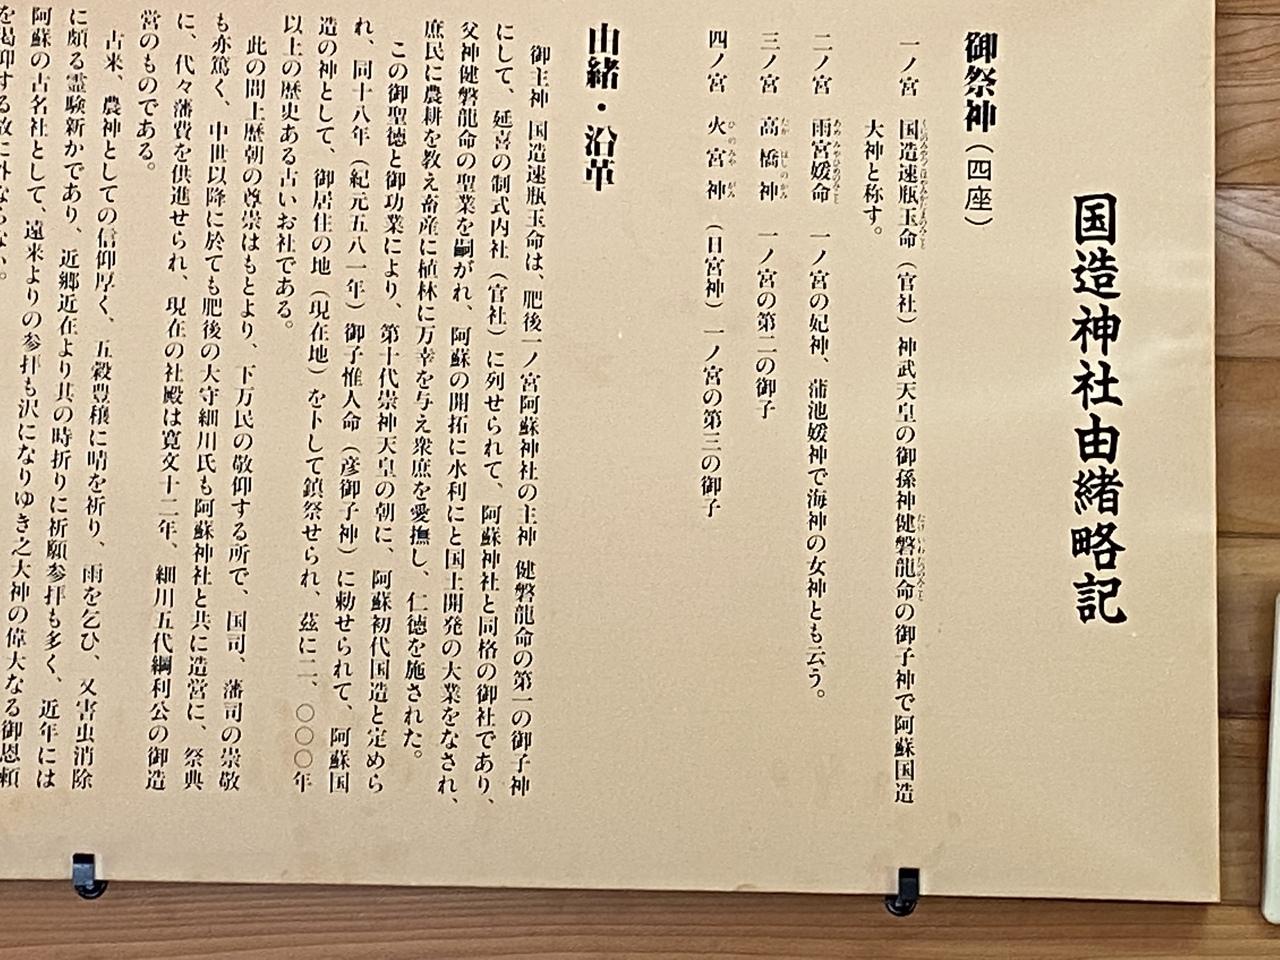 国造神社由緒略記
御祭神（四座）
一ノ宮　国造速瓶玉命（官社）神武天皇の御孫神健磐龍命の御子神で阿蘇国造
大神と称す。
二ノ宮　雨宮媛命　一ノ宮の妃神、蒲池媛神で海神の女神とも云う。
三ノ宮　高橋神　一ノ宮の第二の御子
四ノ宮　火宮神（日宮神）一ノ宮の第三の御子
由緒・沿革
御主神 国造速瓶玉命は、肥後一ノ宮阿蘇神社の主神 健磐龍命の第一の御子神
にして、延喜の制式内社（官社）に列せられて、阿蘇神社と同格の御社であり、
父神健磐龍命の聖業を嗣がれ、阿蘇の開拓に水利にと国土開発の大業をなされ、
庶民に農耕を教え畜産に植林に万幸を与え衆庶を愛撫し、仁徳を施された。
この御聖徳と御功業により、第十代崇神天皇の朝に、阿蘇初代国造と定めら
れ、同十八年（紀元五八一年）御子惟人命（彦御子神）に勅せられて、阿蘇国
造の神として、御居住の地（現在地）を卜して鎮祭せられ、茲に二、〇〇〇年
以上の歴史ある古いお社である。
此の間上歴朝の尊崇はもとより、下万民の敬仰する所で、国司、藩司の崇敬
も亦篤く、中世以降に於ても肥後の大守細川氏も阿蘇神社と共に造営に、祭典
に、代々藩費を供進せられ、現在の社殿は寛文十二年、細川五代綱利公の御造
営のものである。
古来、農神としての信仰厚く、五穀豊穣に晴を祈り、雨を乞ひ、又害虫消除
に頗る霊験新かであり、近郷近在より其の時折りに祈願参拝も多く、近年には
阿蘇の古名社として、遠来よりの参拝も沢になりゆき之大神の偉大なる御恩頼
を渇仰する故に外ならない。